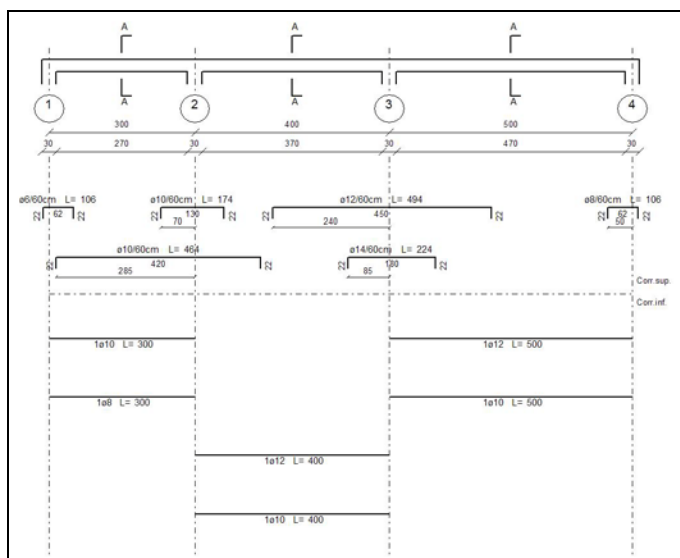 A A A
A A A
1 2 3 4
300 400 500
30 270 30 370 30 470 30
ø6/60cm L= 106 ø10/60cm L= 174 ø12/60cm L= 494 ø8/60cm L= 106
22 62 22 22 130 22 22 450 22 22 62 22
70 240 50
ø10/60cm L= 464 ø14/60cm L= 224
22 420 22 22 180 22
285 85
Corr.sup.
Corr.inf.
1ø10 L= 300 1ø12 L= 500
1ø8 L= 300 1ø10 L= 500
1ø12 L= 400
1ø10 L= 400